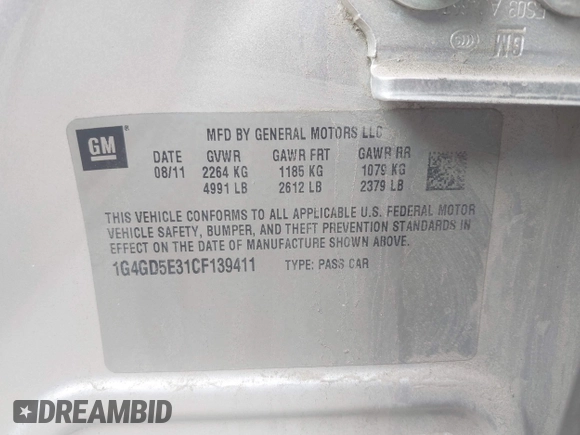 ES03 A
GM
GM
MFD BY GENERAL MOTORS LLC
DATE GVWR GAWR FRT GAWR RR
08/11 2264 KG 1185 KG 1079 KG
4991 LB 2612 LB 2379 LB
THIS VEHICLE CONFORMS TO ALL APPLICABLE U.S. FEDERAL MOTOR
VEHICLE SAFETY, BUMPER, AND THEFT PREVENTION STANDARDS IN
EFFECT ON THE DATE OF MANUFACTURE SHOWN ABOVE.
1G4GD5E31CF139411 TYPE: PASS CAR
DREAMBID